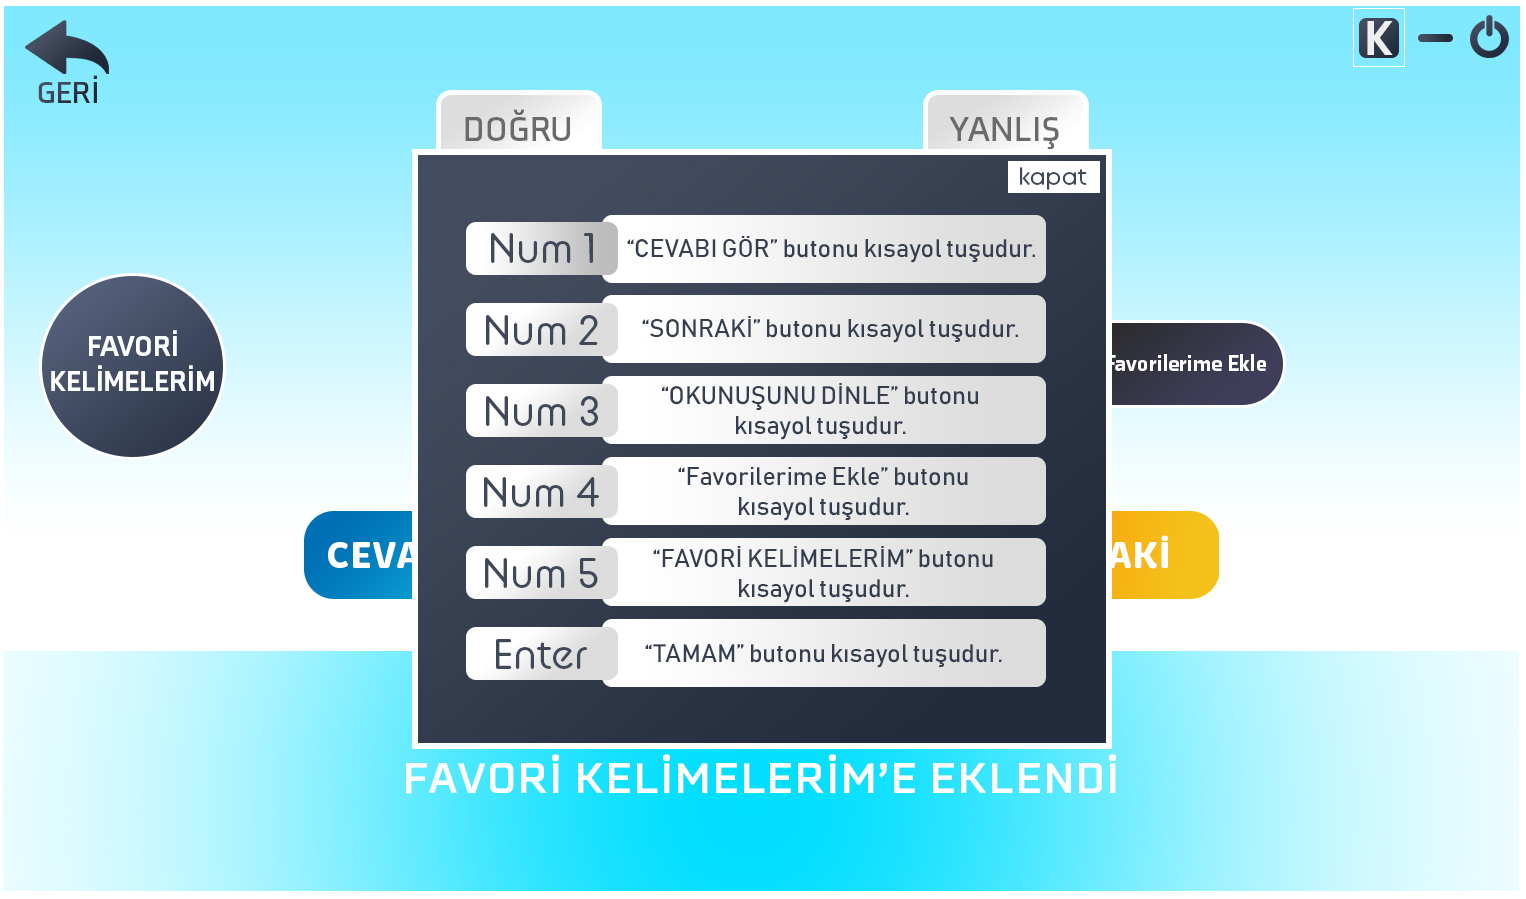 GERİ
K
DOĞRU
YANLIŞ
kapat
Num 1
“CEVABI GÖR” butonu kısayol tuşudur.
Num 2
“SONRAKİ” butonu kısayol tuşudur.
Num 3
“OKUNUŞUNU DİNLE” butonu
kısayol tuşudur.
Num 4
“Favorilerime Ekle” butonu
kısayol tuşudur.
Num 5
“FAVORİ KELİMELERİM” butonu
kısayol tuşudur.
Enter
“TAMAM” butonu kısayol tuşudur.
FAVORİ
KELİMELERİM
Favorilerime Ekle
CEVA
AKİ
FAVORİ KELİMELERİM’E EKLENDİ